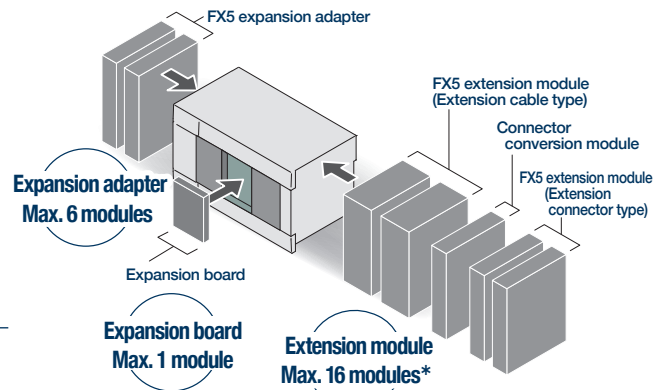 FX5 expansion adapter
FX5 extension module
(Extension cable type)
Connector
conversion module
FX5 extension module
(Extension
connector type)
Expansion adapter
Max. 6 modules
Expansion board
Expansion board
Max. 1 module
Extension module
Max. 16 modules*